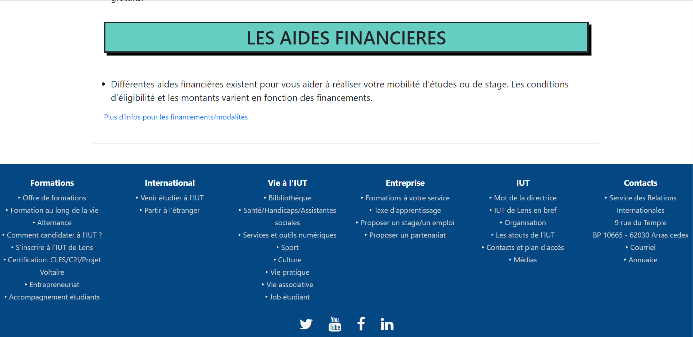 LES AIDES FINANCIERES
• Différentes aides financières existent pour vous aider à réaliser votre mobilité d'études ou de stage. Les conditions
d'éligibilité et les montants varient en fonction des financements.
Plus d'infos pour les financements/modalités
Formations
‣ Offre de formations
‣ Formation au long de la vie
‣ Alternance
‣ Comment candidater à l'IUT ?
‣ S'inscrire à l'IUT de Lens
‣ Certification: CLES/C2I/Projet
Voltaire
‣ Entrepreneuriat
‣ Accompagnement étudiants
International
‣ Venir étudier à l'IUT
‣ Partir à l'étranger
Vie à l'IUT
‣ Bilbliothèque
‣ Santé/Handicaps/Assistantes
sociales
‣ Services et outils numériques
‣ Sport
‣ Culture
‣ Vie pratique
‣ Vie associative
‣ Job étudiant
Entreprise
‣ Formations à votre service
‣ Taxe d'apprentissage
‣ Proposer un stage/un emploi
‣ Proposer un partenariat
IUT
‣ Mot de la directrice
‣ IUT de Lens en bref
‣ Organisation
‣ Les atouts de l'IUT
‣ Contacts et plan d'accès
‣ Médias
Contacts
‣ Service des Relations
Internationales
9 rue du Temple
BP 10665 - 62030 Arras cedex
‣ Courriel
‣ Annuaire
You
Tube